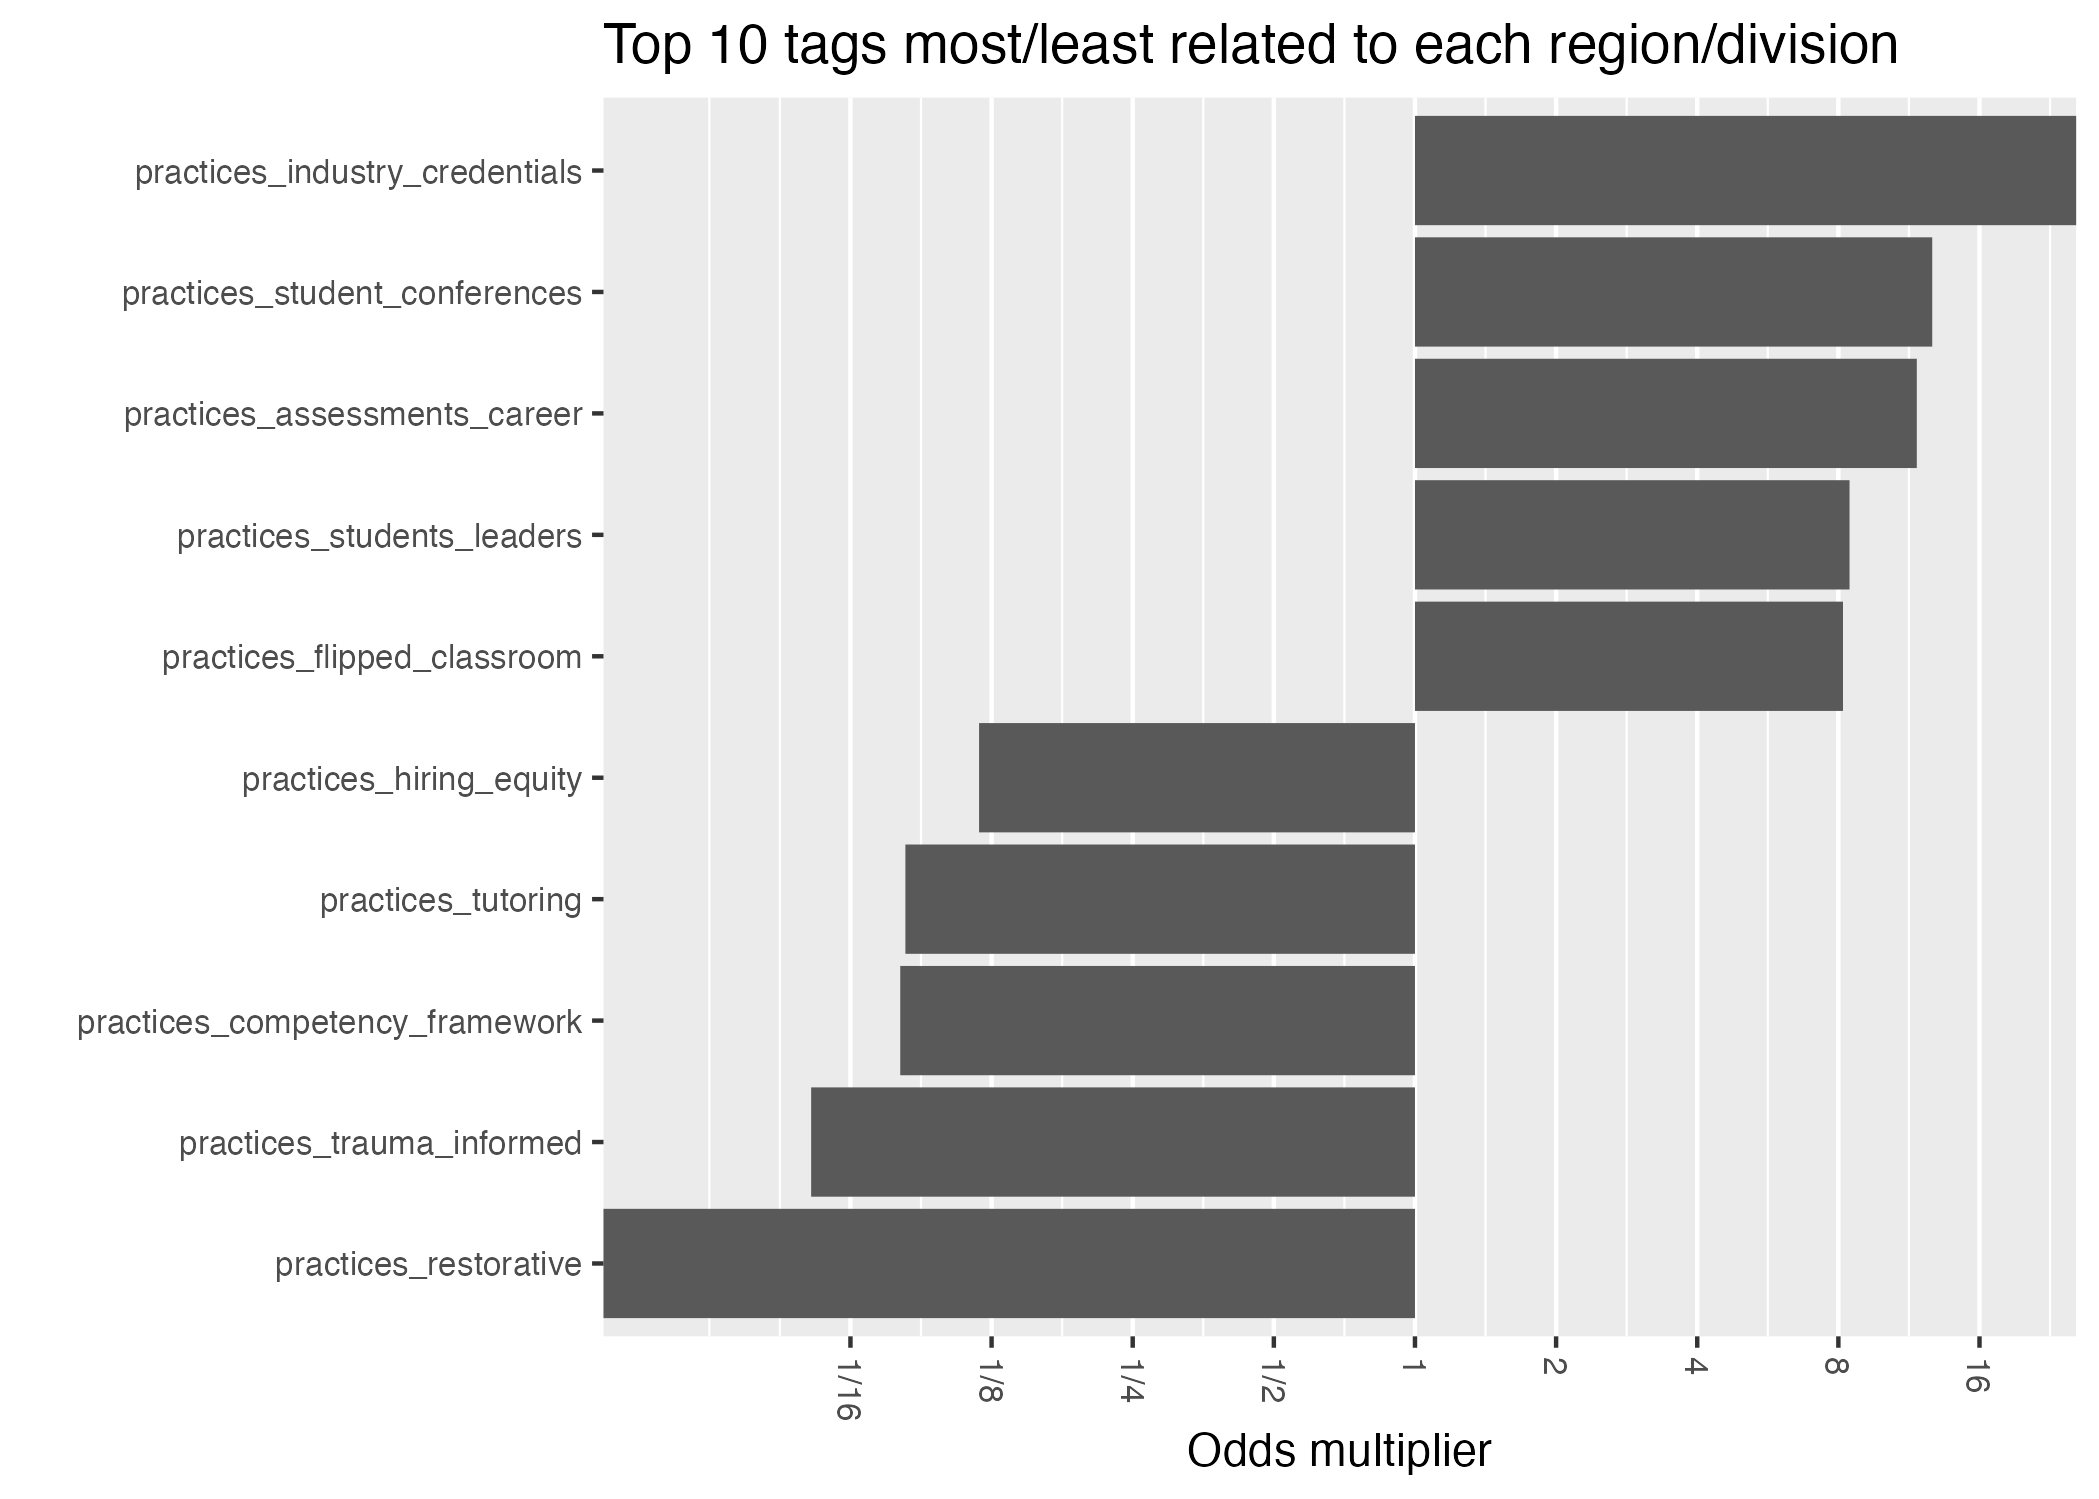 Top 10 tags most/least related to each region/division
practices_industry_credentials
practices_student_conferences
practices_assessments_career
practices_students_leaders
practices_flipped_classroom
practices_hiring_equity
practices_tutoring
practices_competency_framework
practices_trauma_informed
practices_restorative
1/16
1/8
1/4
1/2
1
2
4
8
16
Odds multiplier